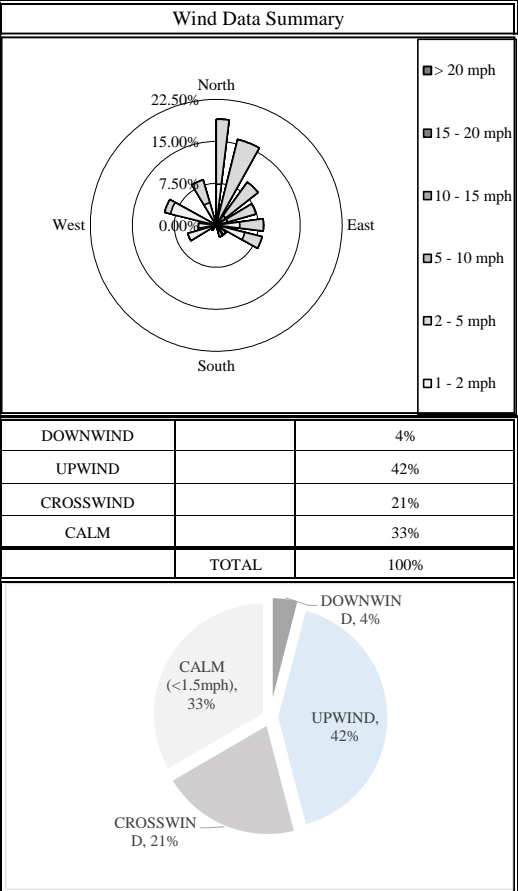 Wind Data Summary
North
22.50%
15.00%
7.50%
0.00%
West
East
South
> 20 mph
15 - 20 mph
10 - 15 mph
5 - 10 mph
2 - 5 mph
1 - 2 mph
DOWNWIND 4%
UPWIND 42%
CROSSWIND 21%
CALM 33%
TOTAL 100%
DOWNWIN
D, 4%
UPWIND,
42%
CROSSWIN
D, 21%
CALM
(<1.5mph),
33%